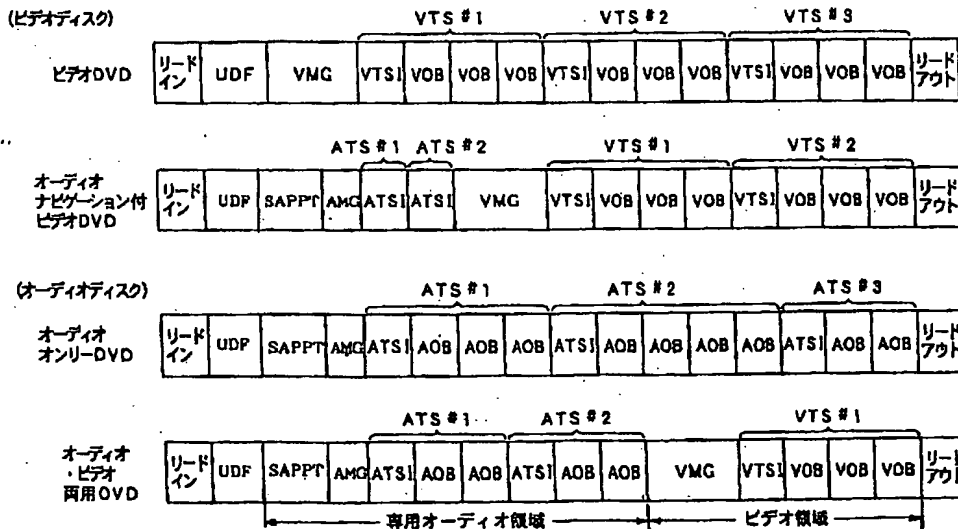 (ビデオディスク)
VTS #1 VTS #2 VTS #3
ビデオDVD リードイン UDF VMG VTSI VOB VOB VOB VTSI VOB VOB VOB VTSI VOB VOB VOB リードアウト
ATS #1 ATS #2 VTS #1 VTS #2
オーディオ
ナビゲーション付
ビデオDVD
リードイン UDF SAPPT AMG ATSI ATSI VMG VTSI VOB VOB VOB VTSI VOB VOB VOB リードアウト
(オーディオディスク)
ATS #1 ATS #2 ATS #3
オーディオ
オンリーDVD
リードイン UDF SAPPT AMG ATSI AOB AOB AOB ATSI AOB AOB AOB AOB ATSI AOB AOB リードアウト
ATS #1 ATS #2 VTS #1
オーディオ
・ビデオ
両用DVD
リードイン UDF SAPPT AMG ATSI AOB AOB ATSI AOB AOB VMG VTSI VOB VOB VOB リードアウト
専用オーディオ領域 ビデオ領域